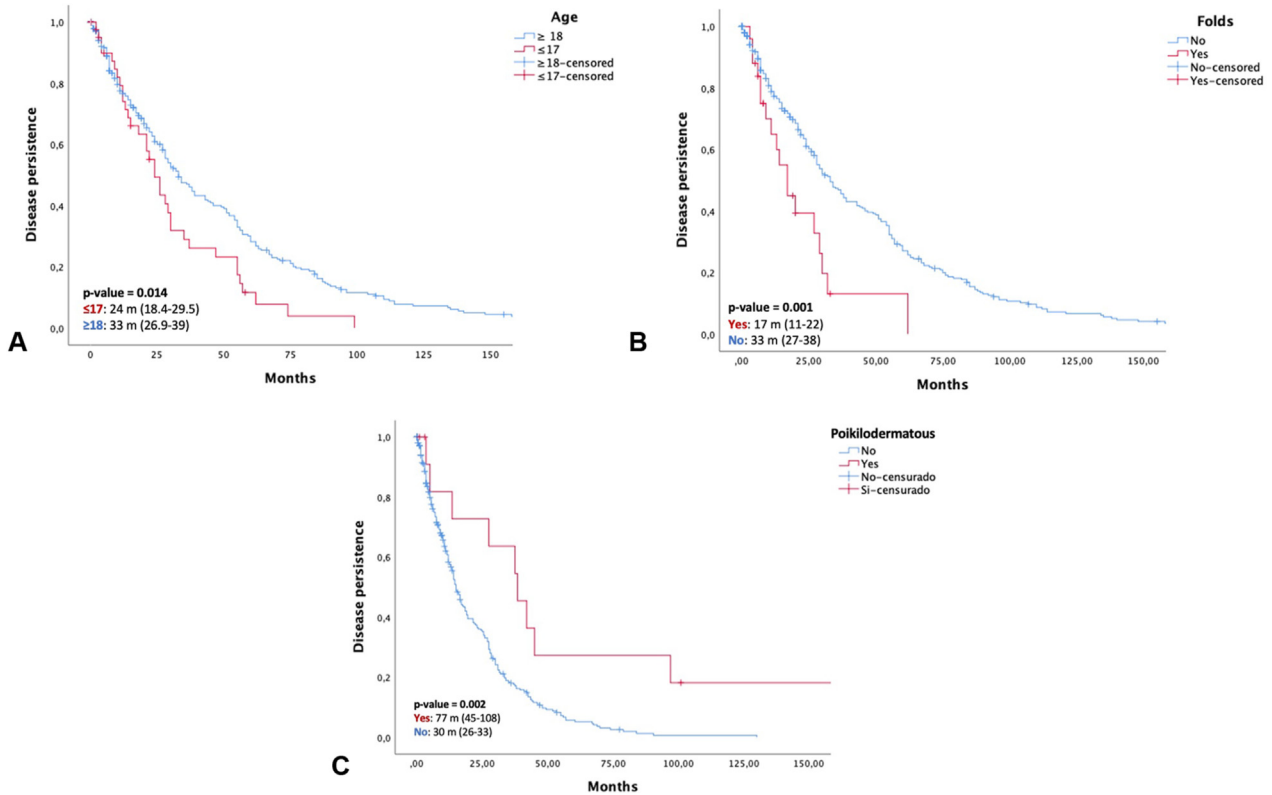 Age
≥ 18
≤17
≥18-censored
≤17-censored
Disease persistence
1,0
0,8
0,6
0,4
0,2
0,0
p-value = 0.014
≤17: 24 m (18.4-29.5)
≥18: 33 m (26.9-39)
0 25 50 75 100 125 150
Months
A
Folds
No
Yes
No-censored
Yes-censored
Disease persistence
1,0
0,8
0,6
0,4
0,2
0,0
p-value = 0.001
Yes: 17 m (11-22)
No: 33 m (27-38)
,00 25,00 50,00 75,00 100,00 125,00 150,00
Months
B
Poikilodermatous
No
Yes
No-censurado
Si-censurado
Disease persistence
1,0
0,8
0,6
0,4
0,2
0,0
p-value = 0.002
Yes: 77 m (45-108)
No: 30 m (26-33)
,00 25,00 50,00 75,00 100,00 125,00 150,00
Months
C